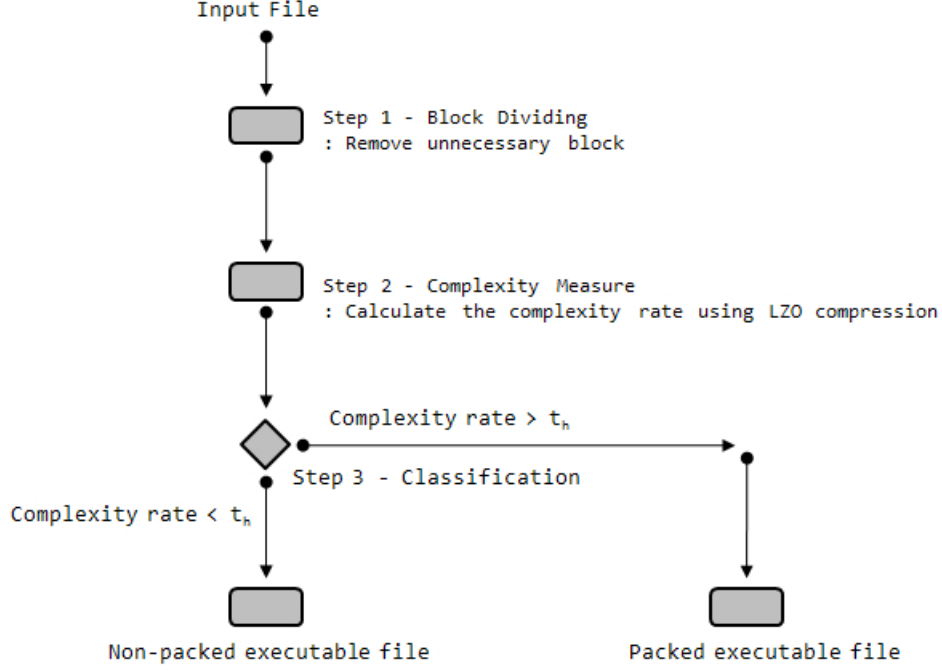 Input File
Step 1 - Block Dividing
: Remove unnecessary block
Step 2 - Complexity Measure
: Calculate the complexity rate using LZO compression
Complexity rate > tₕ
Step 3 - Classification
Complexity rate < tₕ
Non-packed executable file
Packed executable file